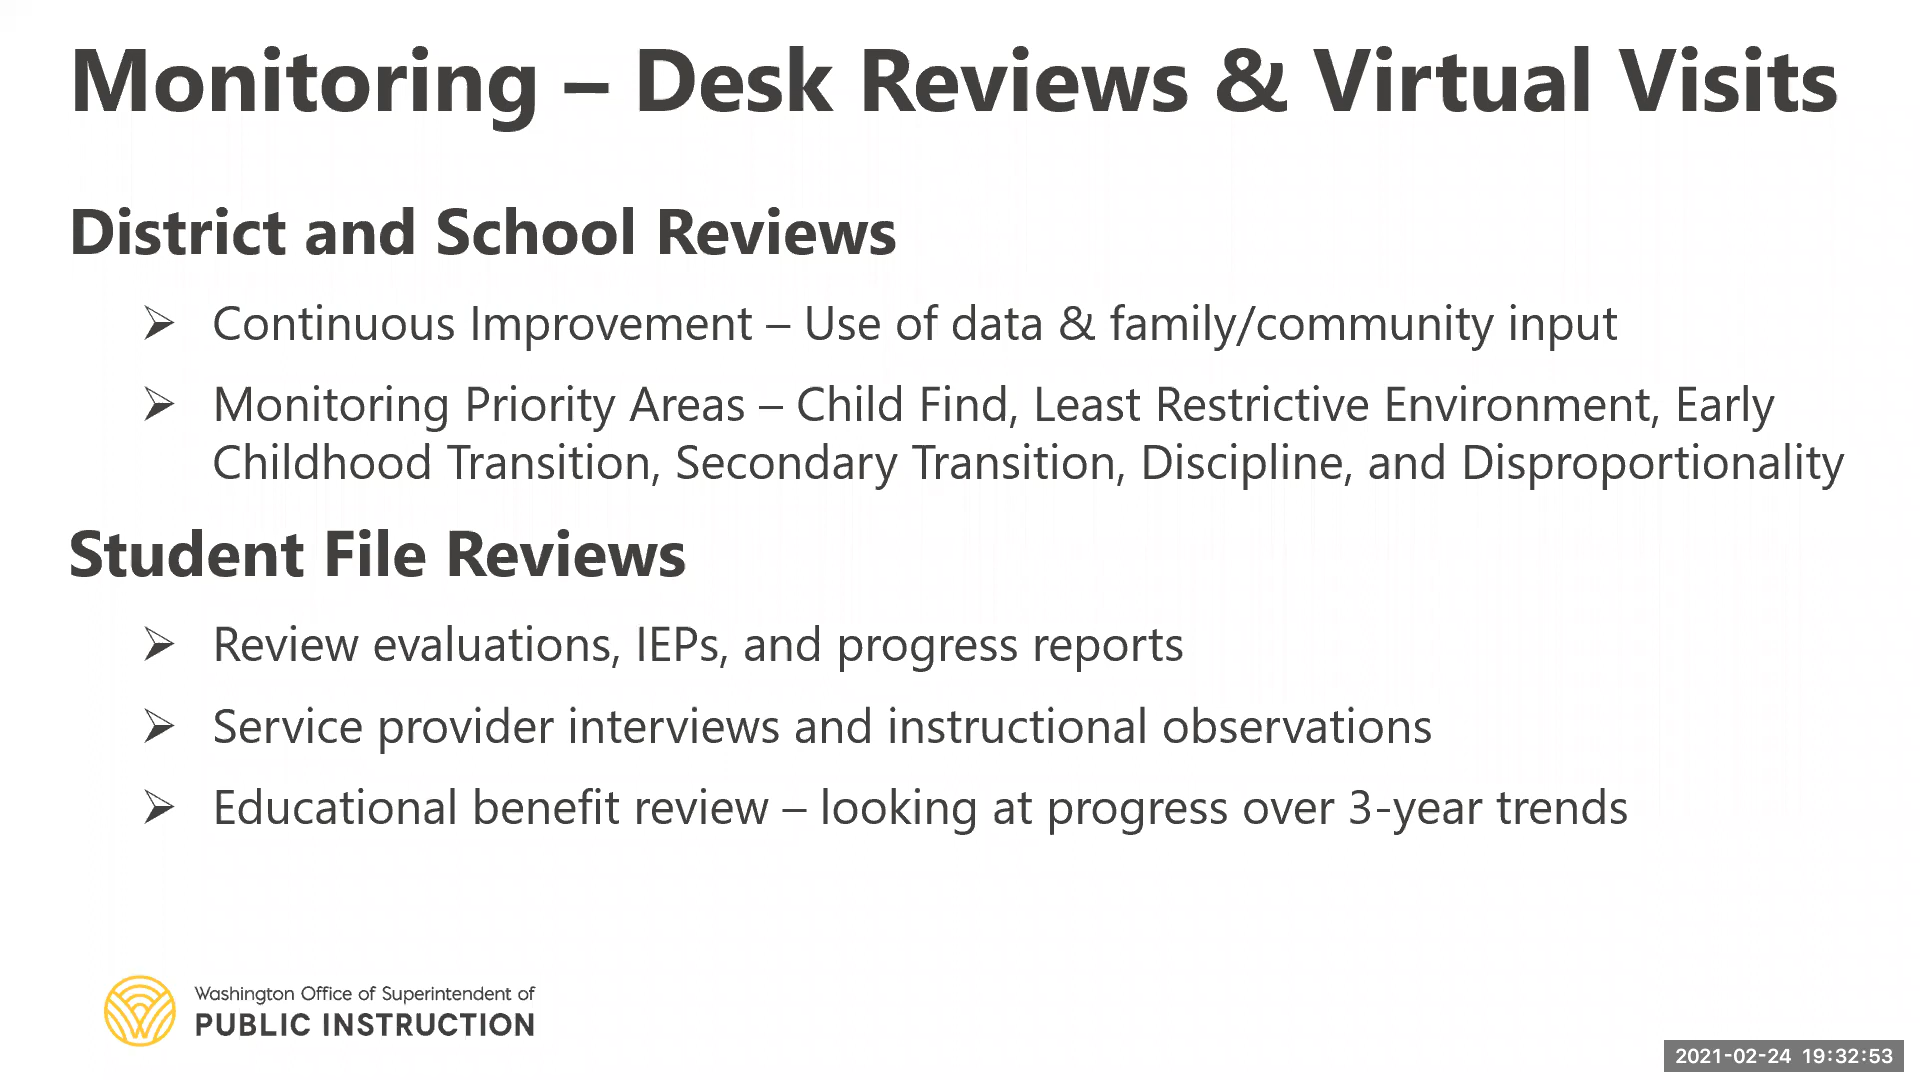 Monitoring – Desk Reviews & Virtual Visits
District and School Reviews
➢ Continuous Improvement – Use of data & family/community input
➢ Monitoring Priority Areas – Child Find, Least Restrictive Environment, Early
Childhood Transition, Secondary Transition, Discipline, and Disproportionality
Student File Reviews
➢ Review evaluations, IEPs, and progress reports
➢ Service provider interviews and instructional observations
➢ Educational benefit review – looking at progress over 3-year trends
Washington Office of Superintendent of
PUBLIC INSTRUCTION
2021-02-24 19:32:53